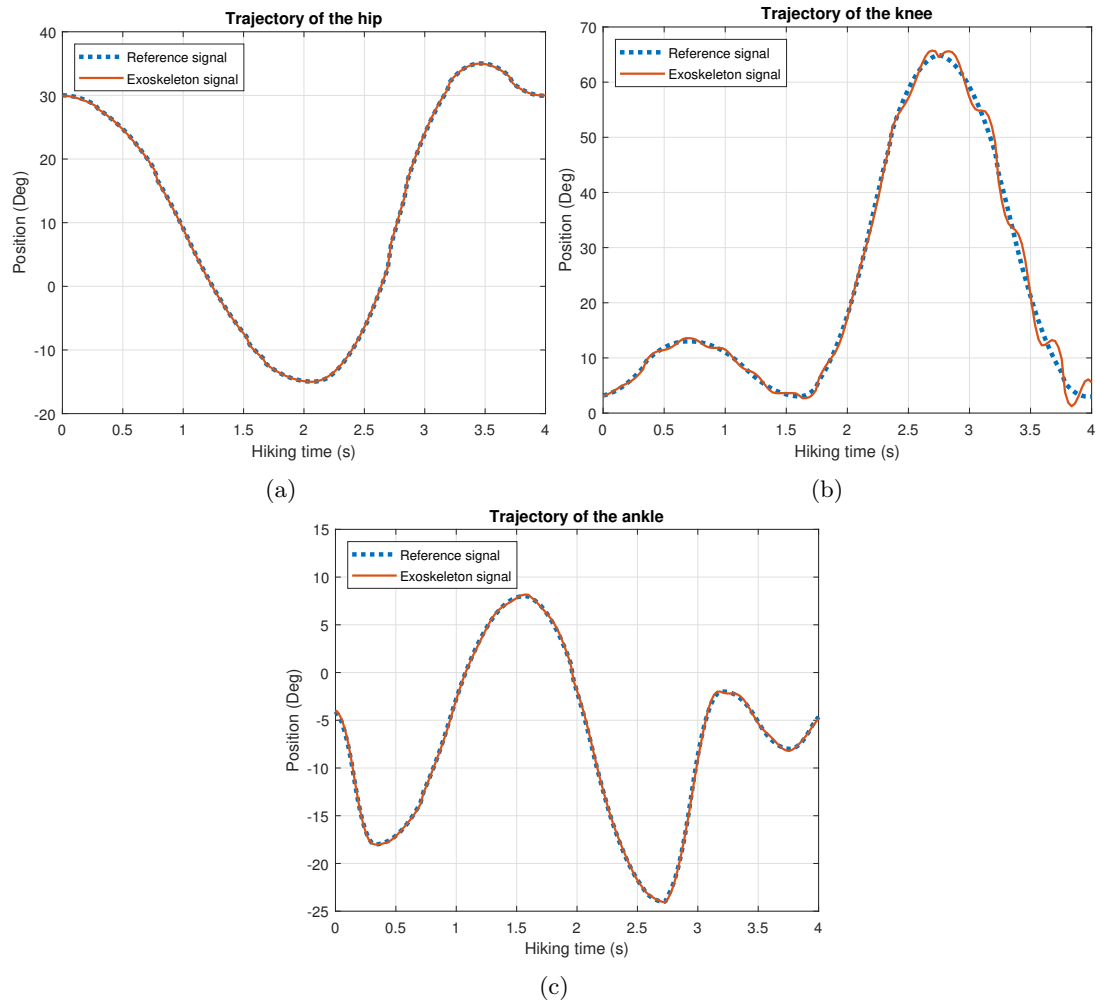 Trajectory of the hip
Reference signal
Exoskeleton signal
Position (Deg)
40
30
20
10
0
-10
-20
0 0.5 1 1.5 2 2.5 3 3.5 4
Hiking time (s)
(a)
Trajectory of the knee
Reference signal
Exoskeleton signal
Position (Deg)
70
60
50
40
30
20
10
0
0 0.5 1 1.5 2 2.5 3 3.5 4
Hiking time (s)
(b)
Trajectory of the ankle
Reference signal
Exoskeleton signal
Position (Deg)
15
10
5
0
-5
-10
-15
-20
-25
0 0.5 1 1.5 2 2.5 3 3.5 4
Hiking time (s)
(c)